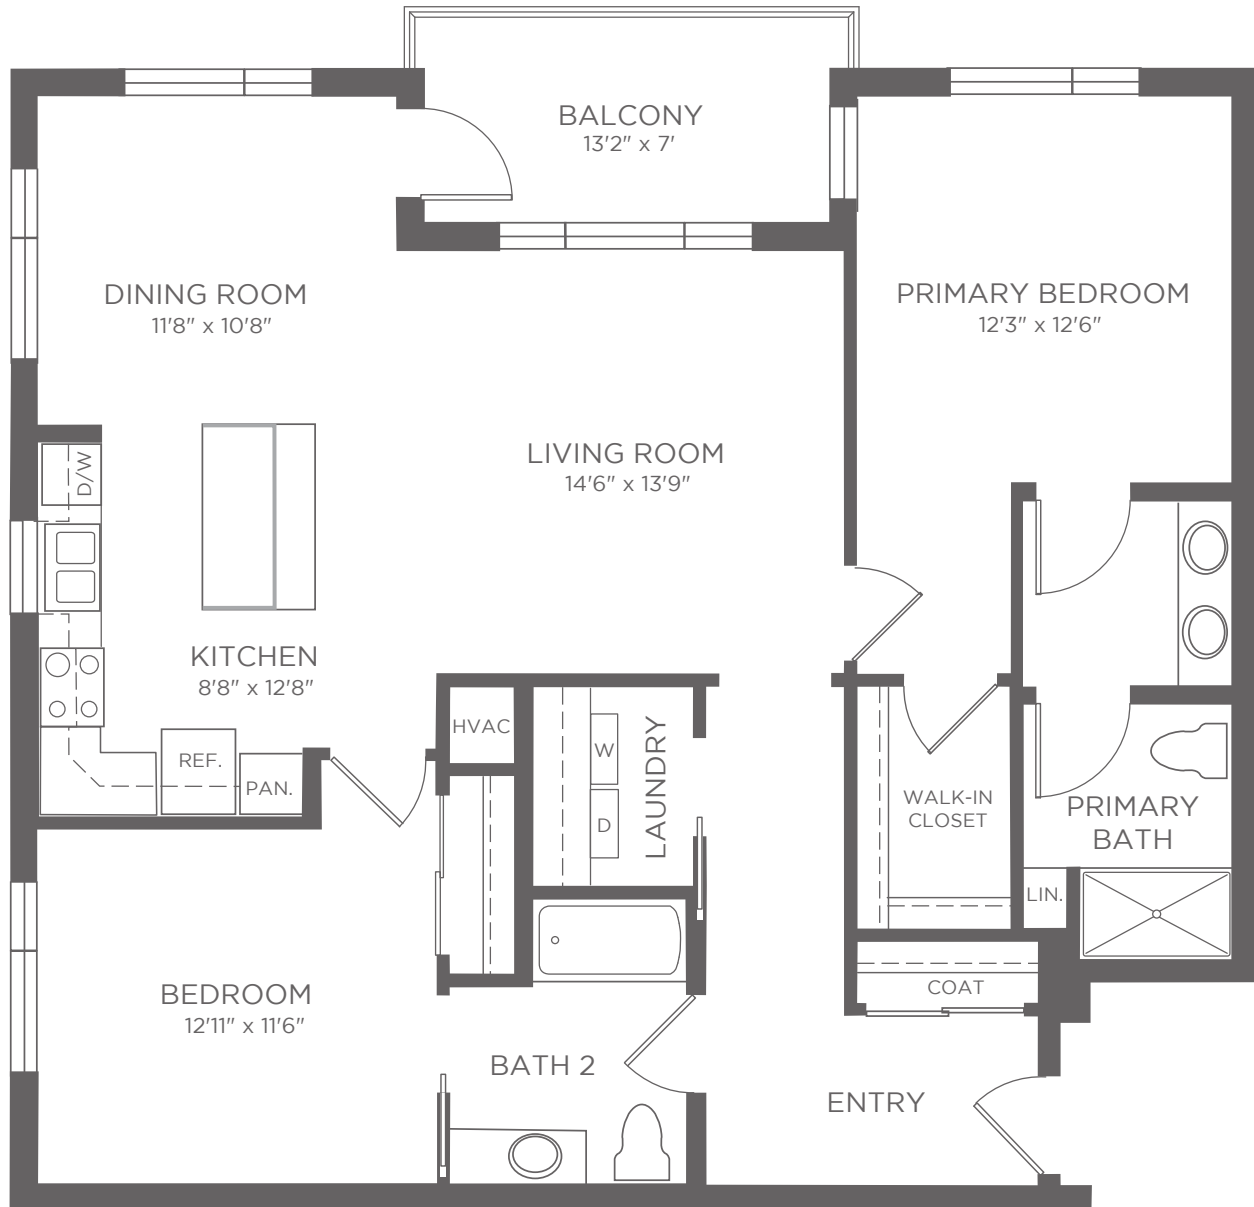 BALCONY
13'2" x 7'
DINING ROOM
11'8" x 10'8"
PRIMARY BEDROOM
12'3" x 12'6"
LIVING ROOM
14'6" x 13'9"
D/W
KITCHEN
8'8" x 12'8"
HVAC
REF.
PAN.
W
D
LAUNDRY
WALK-IN
CLOSET
PRIMARY
BATH
LIN.
COAT
BEDROOM
12'11" x 11'6"
BATH 2
ENTRY